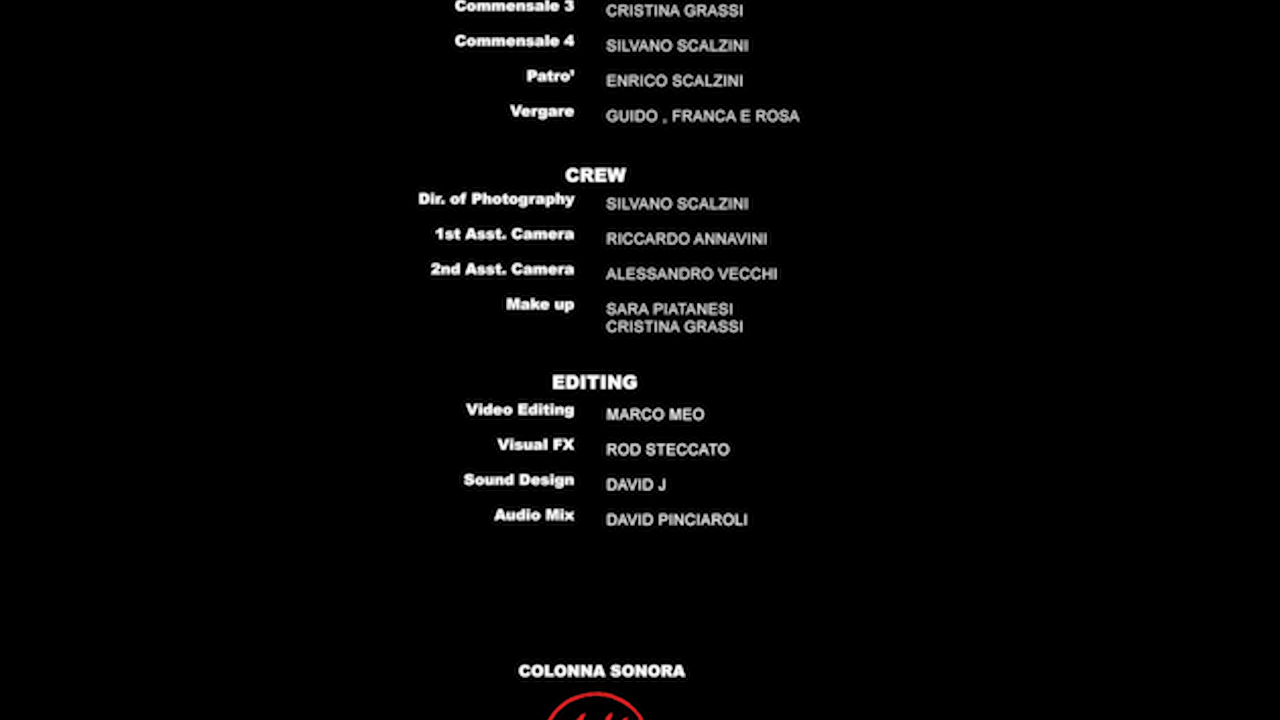 Commensale 3 CRISTINA GRASSI
Commensale 4 SILVANO SCALZINI
Patro' ENRICO SCALZINI
Vergare GUIDO , FRANCA E ROSA
CREW
Dir. of Photography SILVANO SCALZINI
1st Asst. Camera RICCARDO ANNAVINI
2nd Asst. Camera ALESSANDRO VECCHI
Make up SARA PIATANESI
CRISTINA GRASSI
EDITING
Video Editing MARCO MEO
Visual FX ROD STECCATO
Sound Design DAVID J
Audio Mix DAVID PINCIAROLI
COLONNA SONORA